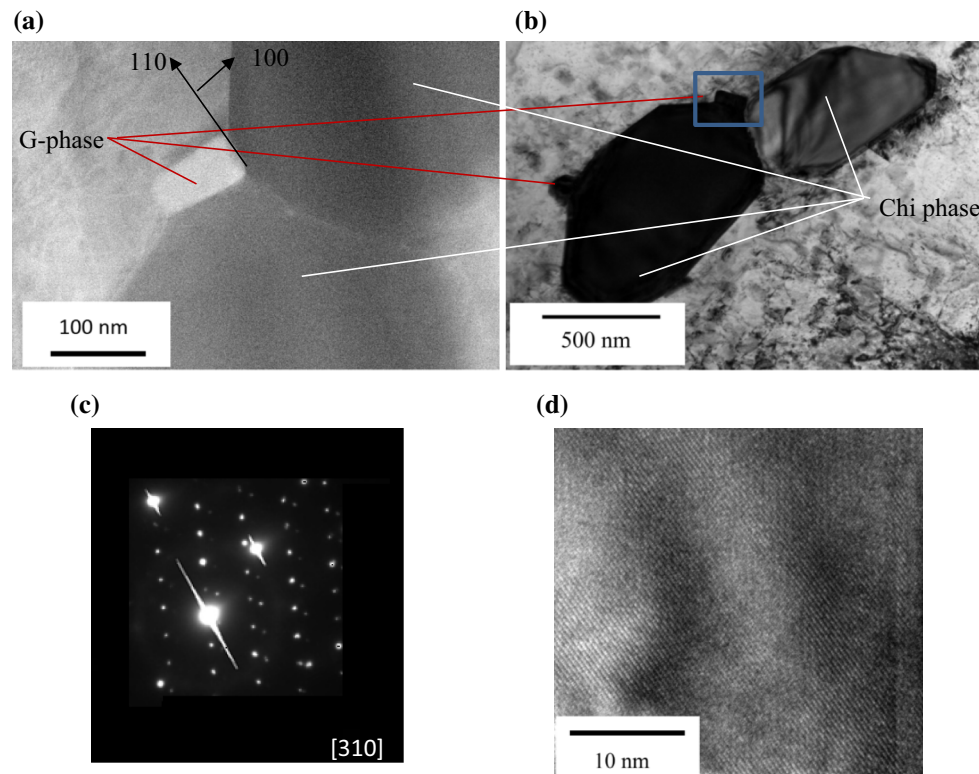 (a)
(b)
110
100
G-phase
Chi phase
100 nm
500 nm
(c)
(d)
[310]
10 nm